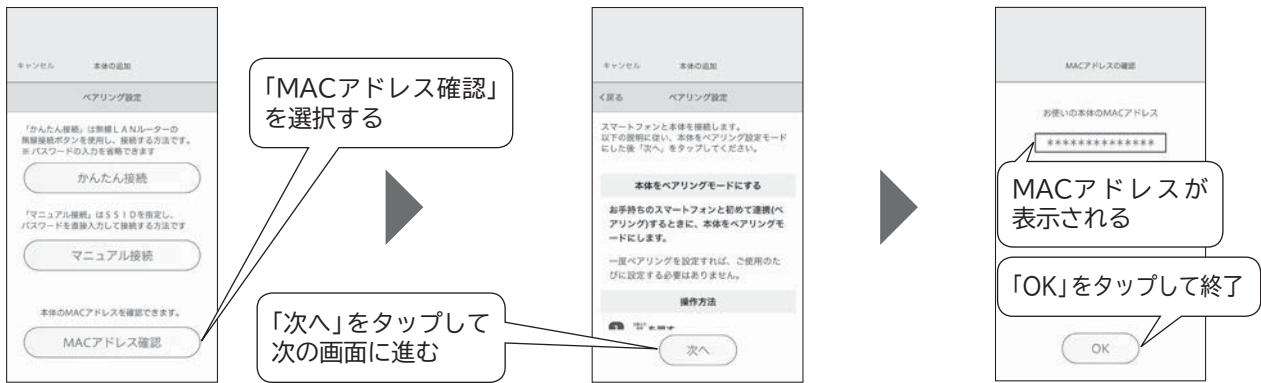 キャンセル 本体の追加
ペアリング設定
「かんたん接続」は無線LANルーターの
無線接続ボタンを使用し、接続する方法です。
※パスワードの入力を省略できます
かんたん接続
「マニュアル接続」はSSIDを指定し、
パスワードを直接入力して接続する方法です
マニュアル接続
本体のMACアドレスを確認できます。
MACアドレス確認
「MACアドレス確認」
を選択する
キャンセル 本体の追加
く戻る ペアリング設定
スマートフォンと本体を接続します。
以下の説明に従い、本体をペアリング設定モード
にした後「次へ」をタップしてください。
本体をペアリングモードにする
お手持ちのスマートフォンと初めて連携(ペ
アリング)するときに、本体をペアリングモ
ードにします。
一度ペアリングを設定すれば、ご使用のた
びに設定する必要はありません。
操作方法
を押す
次へ
「次へ」をタップして
次の画面に進む
MACアドレスの確認
お使いの本体のMACアドレス
**************
MACアドレスが
表示される
「OK」をタップして終了
OK